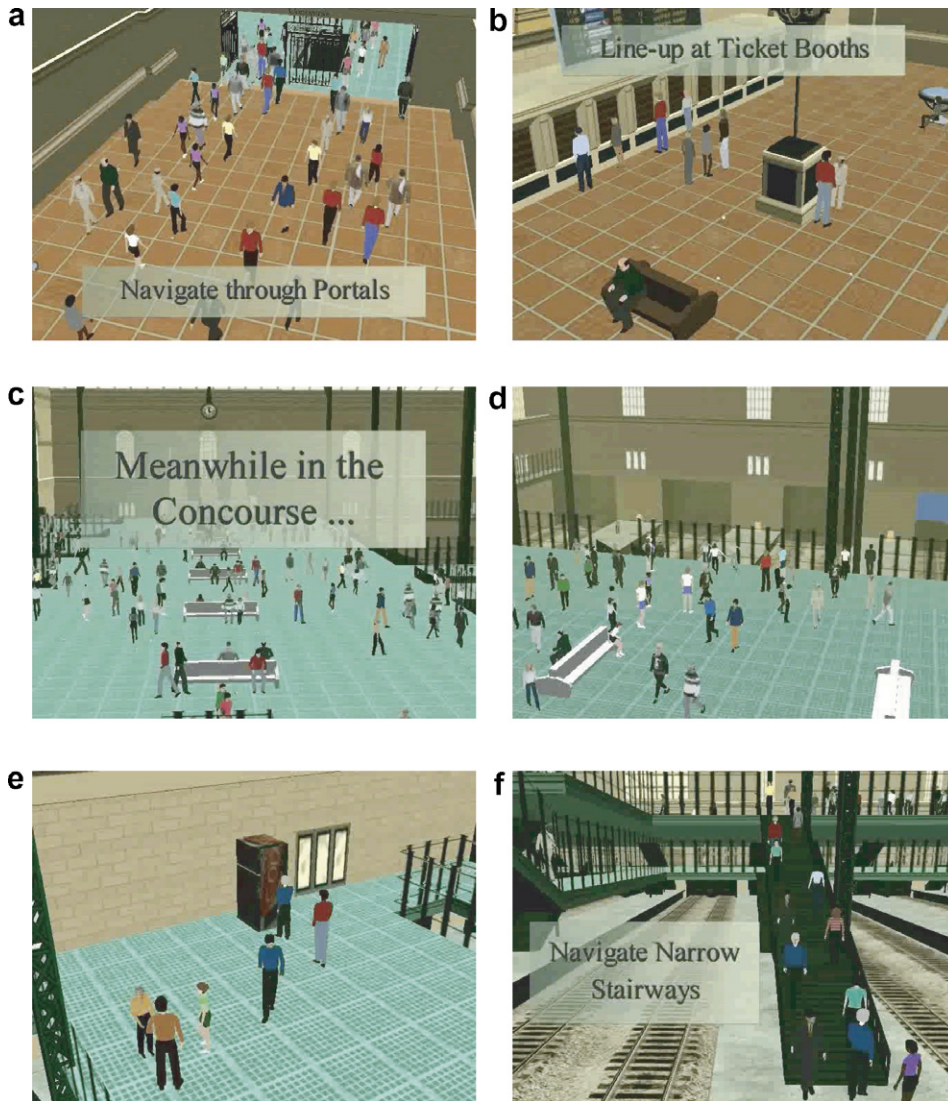 a
Navigate through Portals
b
Line-up at Ticket Booths
c
Meanwhile in the
Concourse ...
d
e
f
Navigate Narrow
Stairways